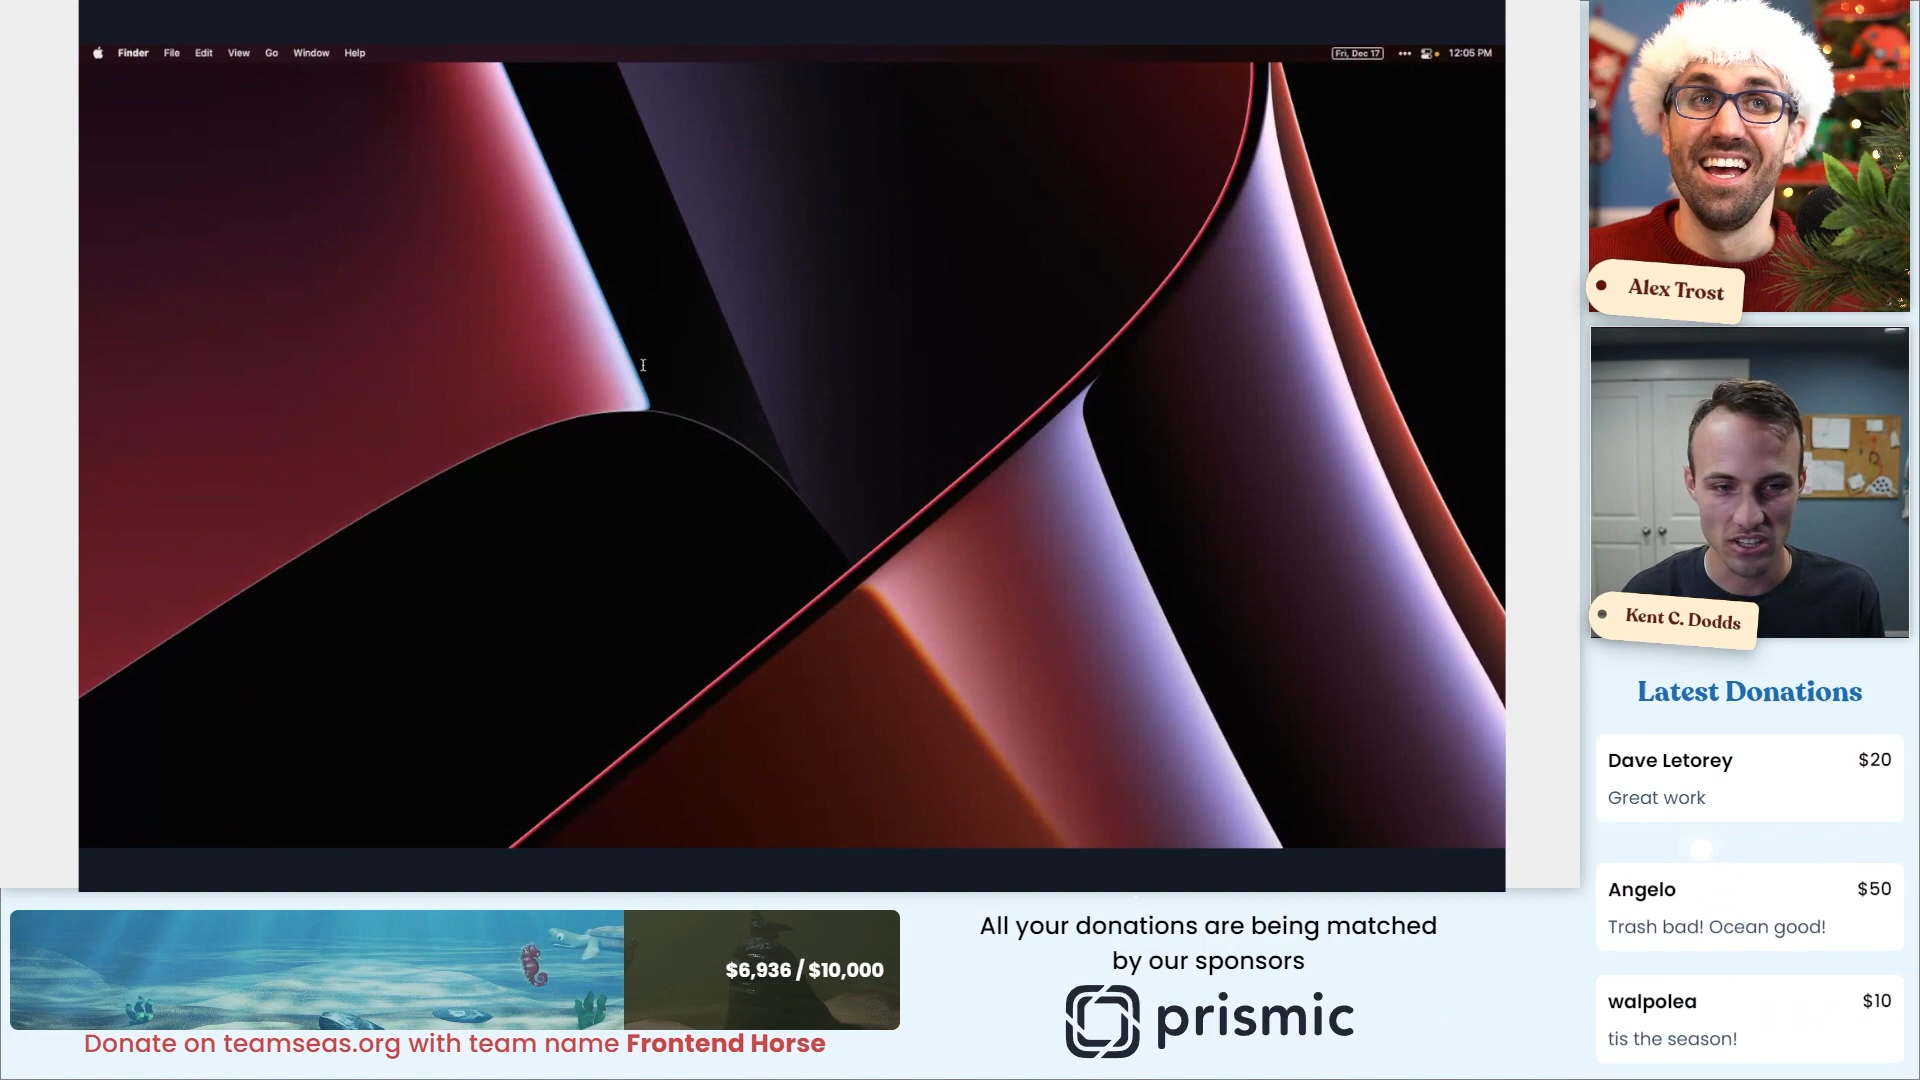 Finder File Edit View Go Window Help
Fri, Dec 17 12:05 PM
Alex Trost
Kent C. Dodds
Latest Donations
Dave Letorey $20
Great work
Angelo $50
Trash bad! Ocean good!
walpolea $10
tis the season!
$6,936 / $10,000
Donate on teamseas.org with team name Frontend Horse
All your donations are being matched
by our sponsors
prismic